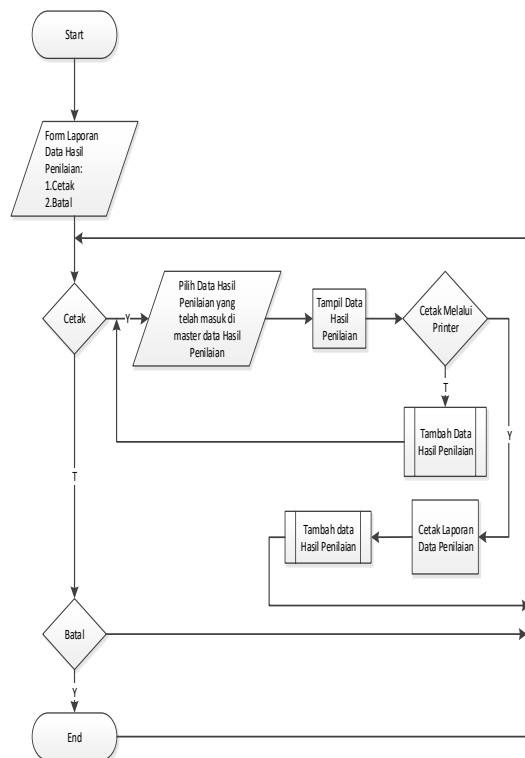 Start
Form Laporan
Data Hasil
Penilaian:
1.Cetak
2.Batal
Cetak
Y
Pilih Data Hasil
Penilaian yang
telah masuk di
master data Hasil
Penilaian
Tampil Data
Hasil
Penilaian
Cetak Melalui
Printer
T
Y
Tambah Data
Hasil Penilaian
T
Tambah data
Hasil Penilaian
Cetak Laporan
Data Penilaian
Batal
Y
End